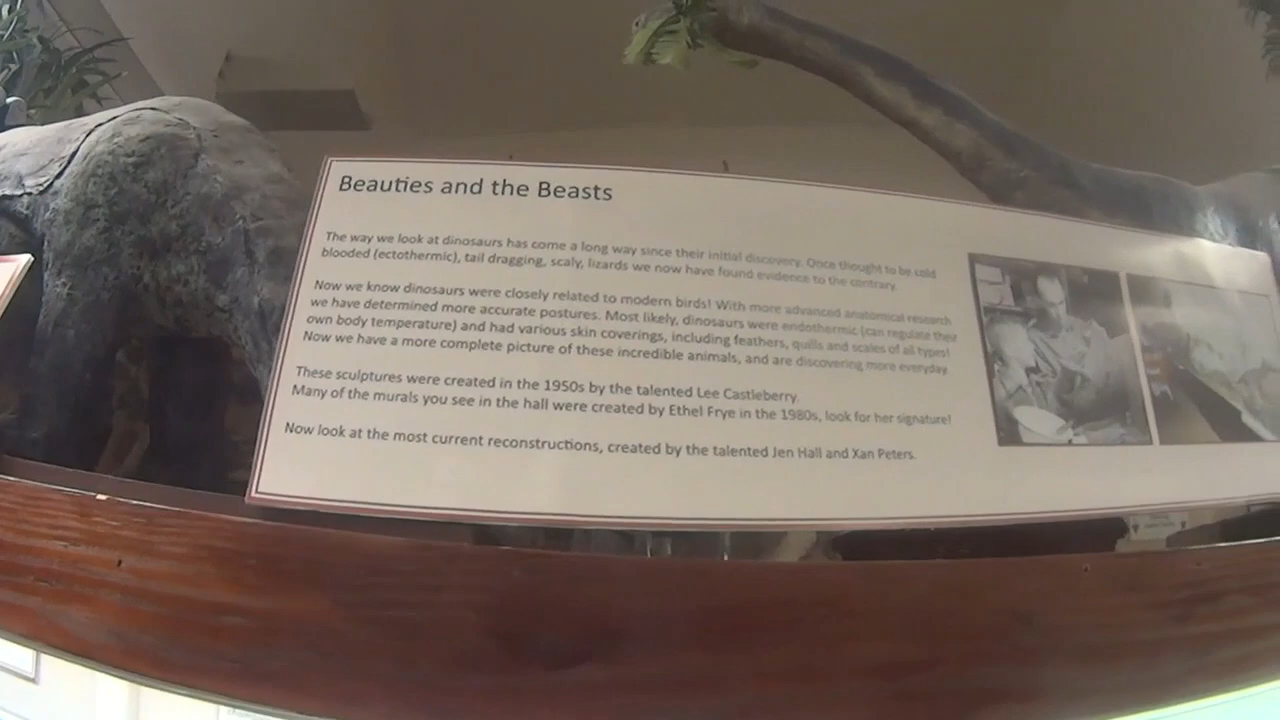 Beauties and the Beasts
The way we look at dinosaurs has come a long way since their initial discovery. Once thought to be cold
blooded (ectothermic), tail dragging, scaly, lizards we now have found evidence to the contrary.
Now we know dinosaurs were closely related to modern birds! With more advanced anatomical research
we have determined more accurate postures. Most likely, dinosaurs were endothermic (can regulate their
own body temperature) and had various skin coverings, including feathers, quills and scales of all types!
Now we have a more complete picture of these incredible animals, and are discovering more everyday.
These sculptures were created in the 1950s by the talented Lee Castleberry.
Many of the murals you see in the hall were created by Ethel Frye in the 1980s, look for her signature!
Now look at the most current reconstructions, created by the talented Jen Hall and Xan Peters.